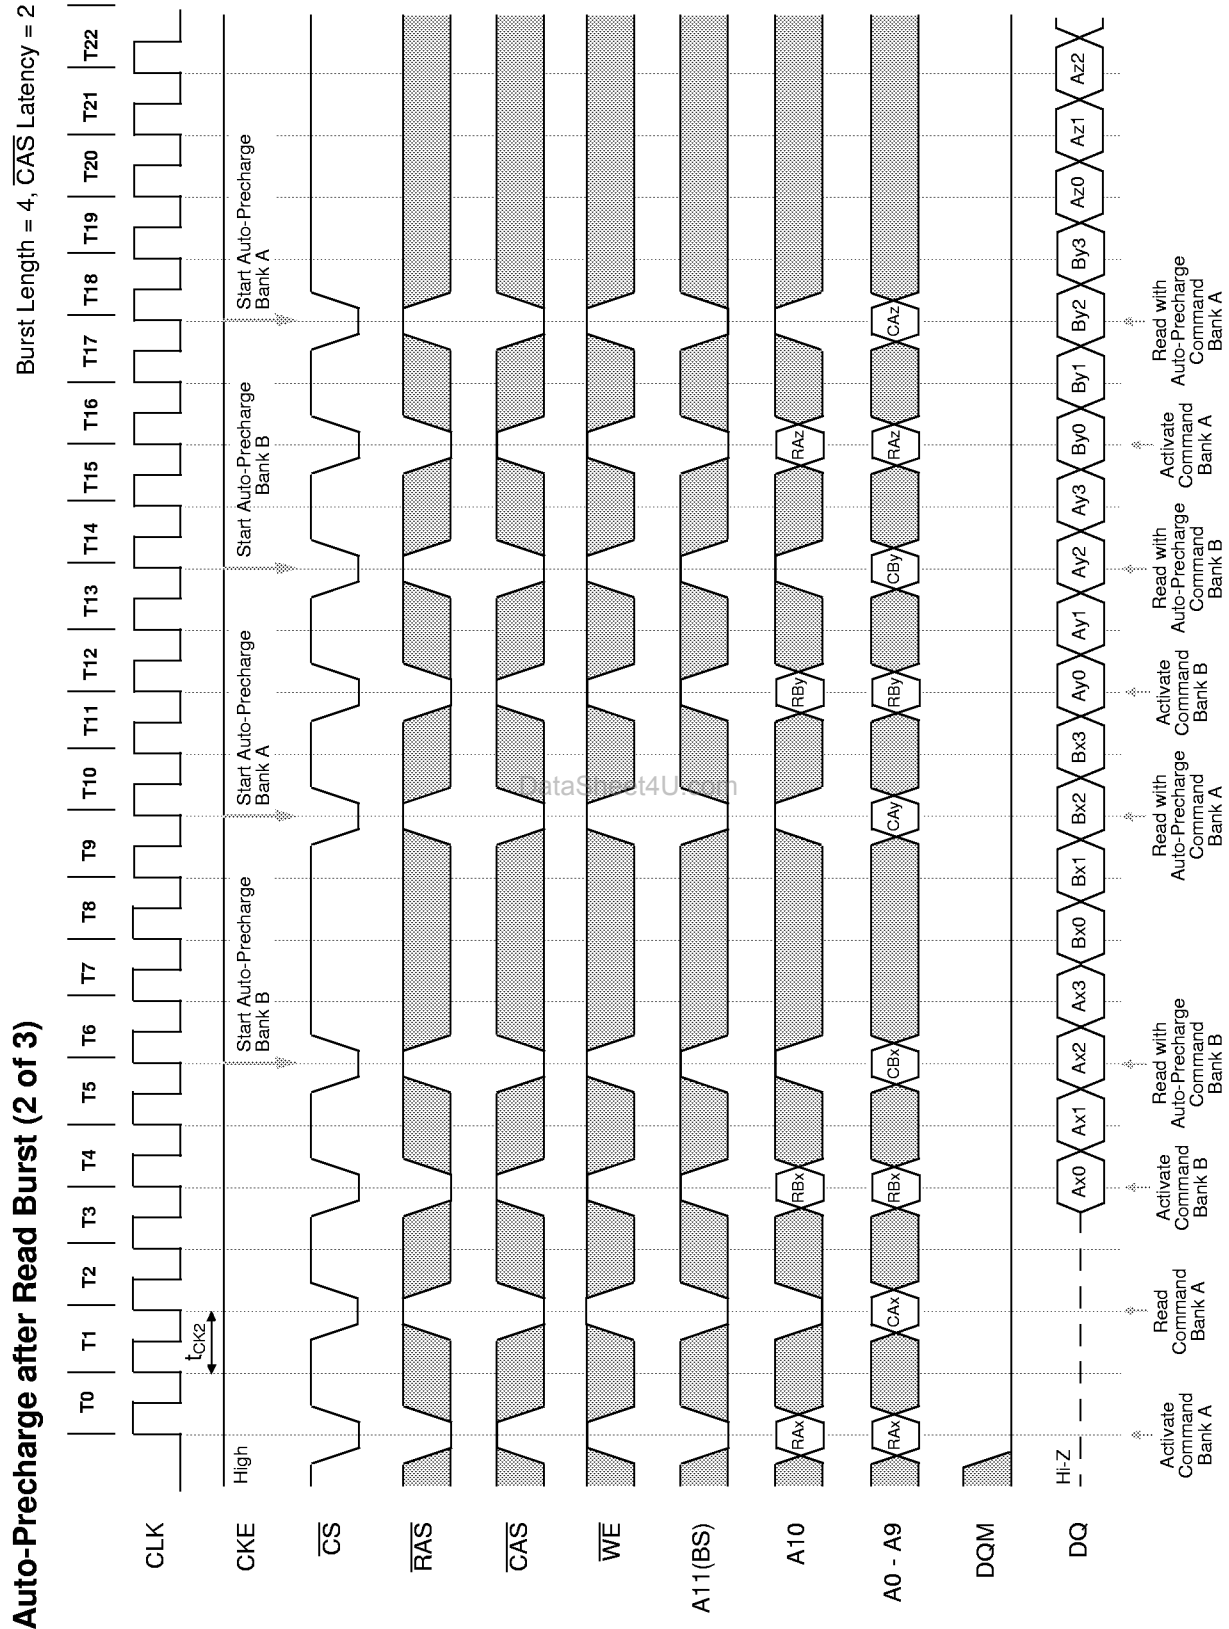 Auto-Precharge after Read Burst (2 of 3)
Burst Length = 4, CAS Latency = 2
T0 T1 T2 T3 T4 T5 T6 T7 T8 T9 T10 T11 T12 T13 T14 T15 T16 T17 T18 T19 T20 T21 T22
CLK
tCK2
CKE
High
Start Auto-Precharge
Bank B
Start Auto-Precharge
Bank A
Start Auto-Precharge
Bank B
Start Auto-Precharge
Bank A
CS
RAS
CAS
WE
A11(BS)
A10
RAx RBx RBy RAz
A0 - A9
RAx CAx RBx CBx CAy RBy CBy RAz CAz
DQM
DQ
Hi-Z
Ax0 Ax1 Ax2 Ax3 Bx0 Bx1 Bx2 Bx3 Ay0 Ay1 Ay2 Ay3 By0 By1 By2 By3 Az0 Az1 Az2
Activate
Command
Bank A
Read
Command
Bank A
Activate
Command
Bank B
Read with
Auto-Precharge
Command
Bank B
Read with
Auto-Precharge
Command
Bank A
Activate
Command
Bank B
Read with
Auto-Precharge
Command
Bank B
Activate
Command
Bank A
Read with
Auto-Precharge
Command
Bank A
DataSheet4U.com